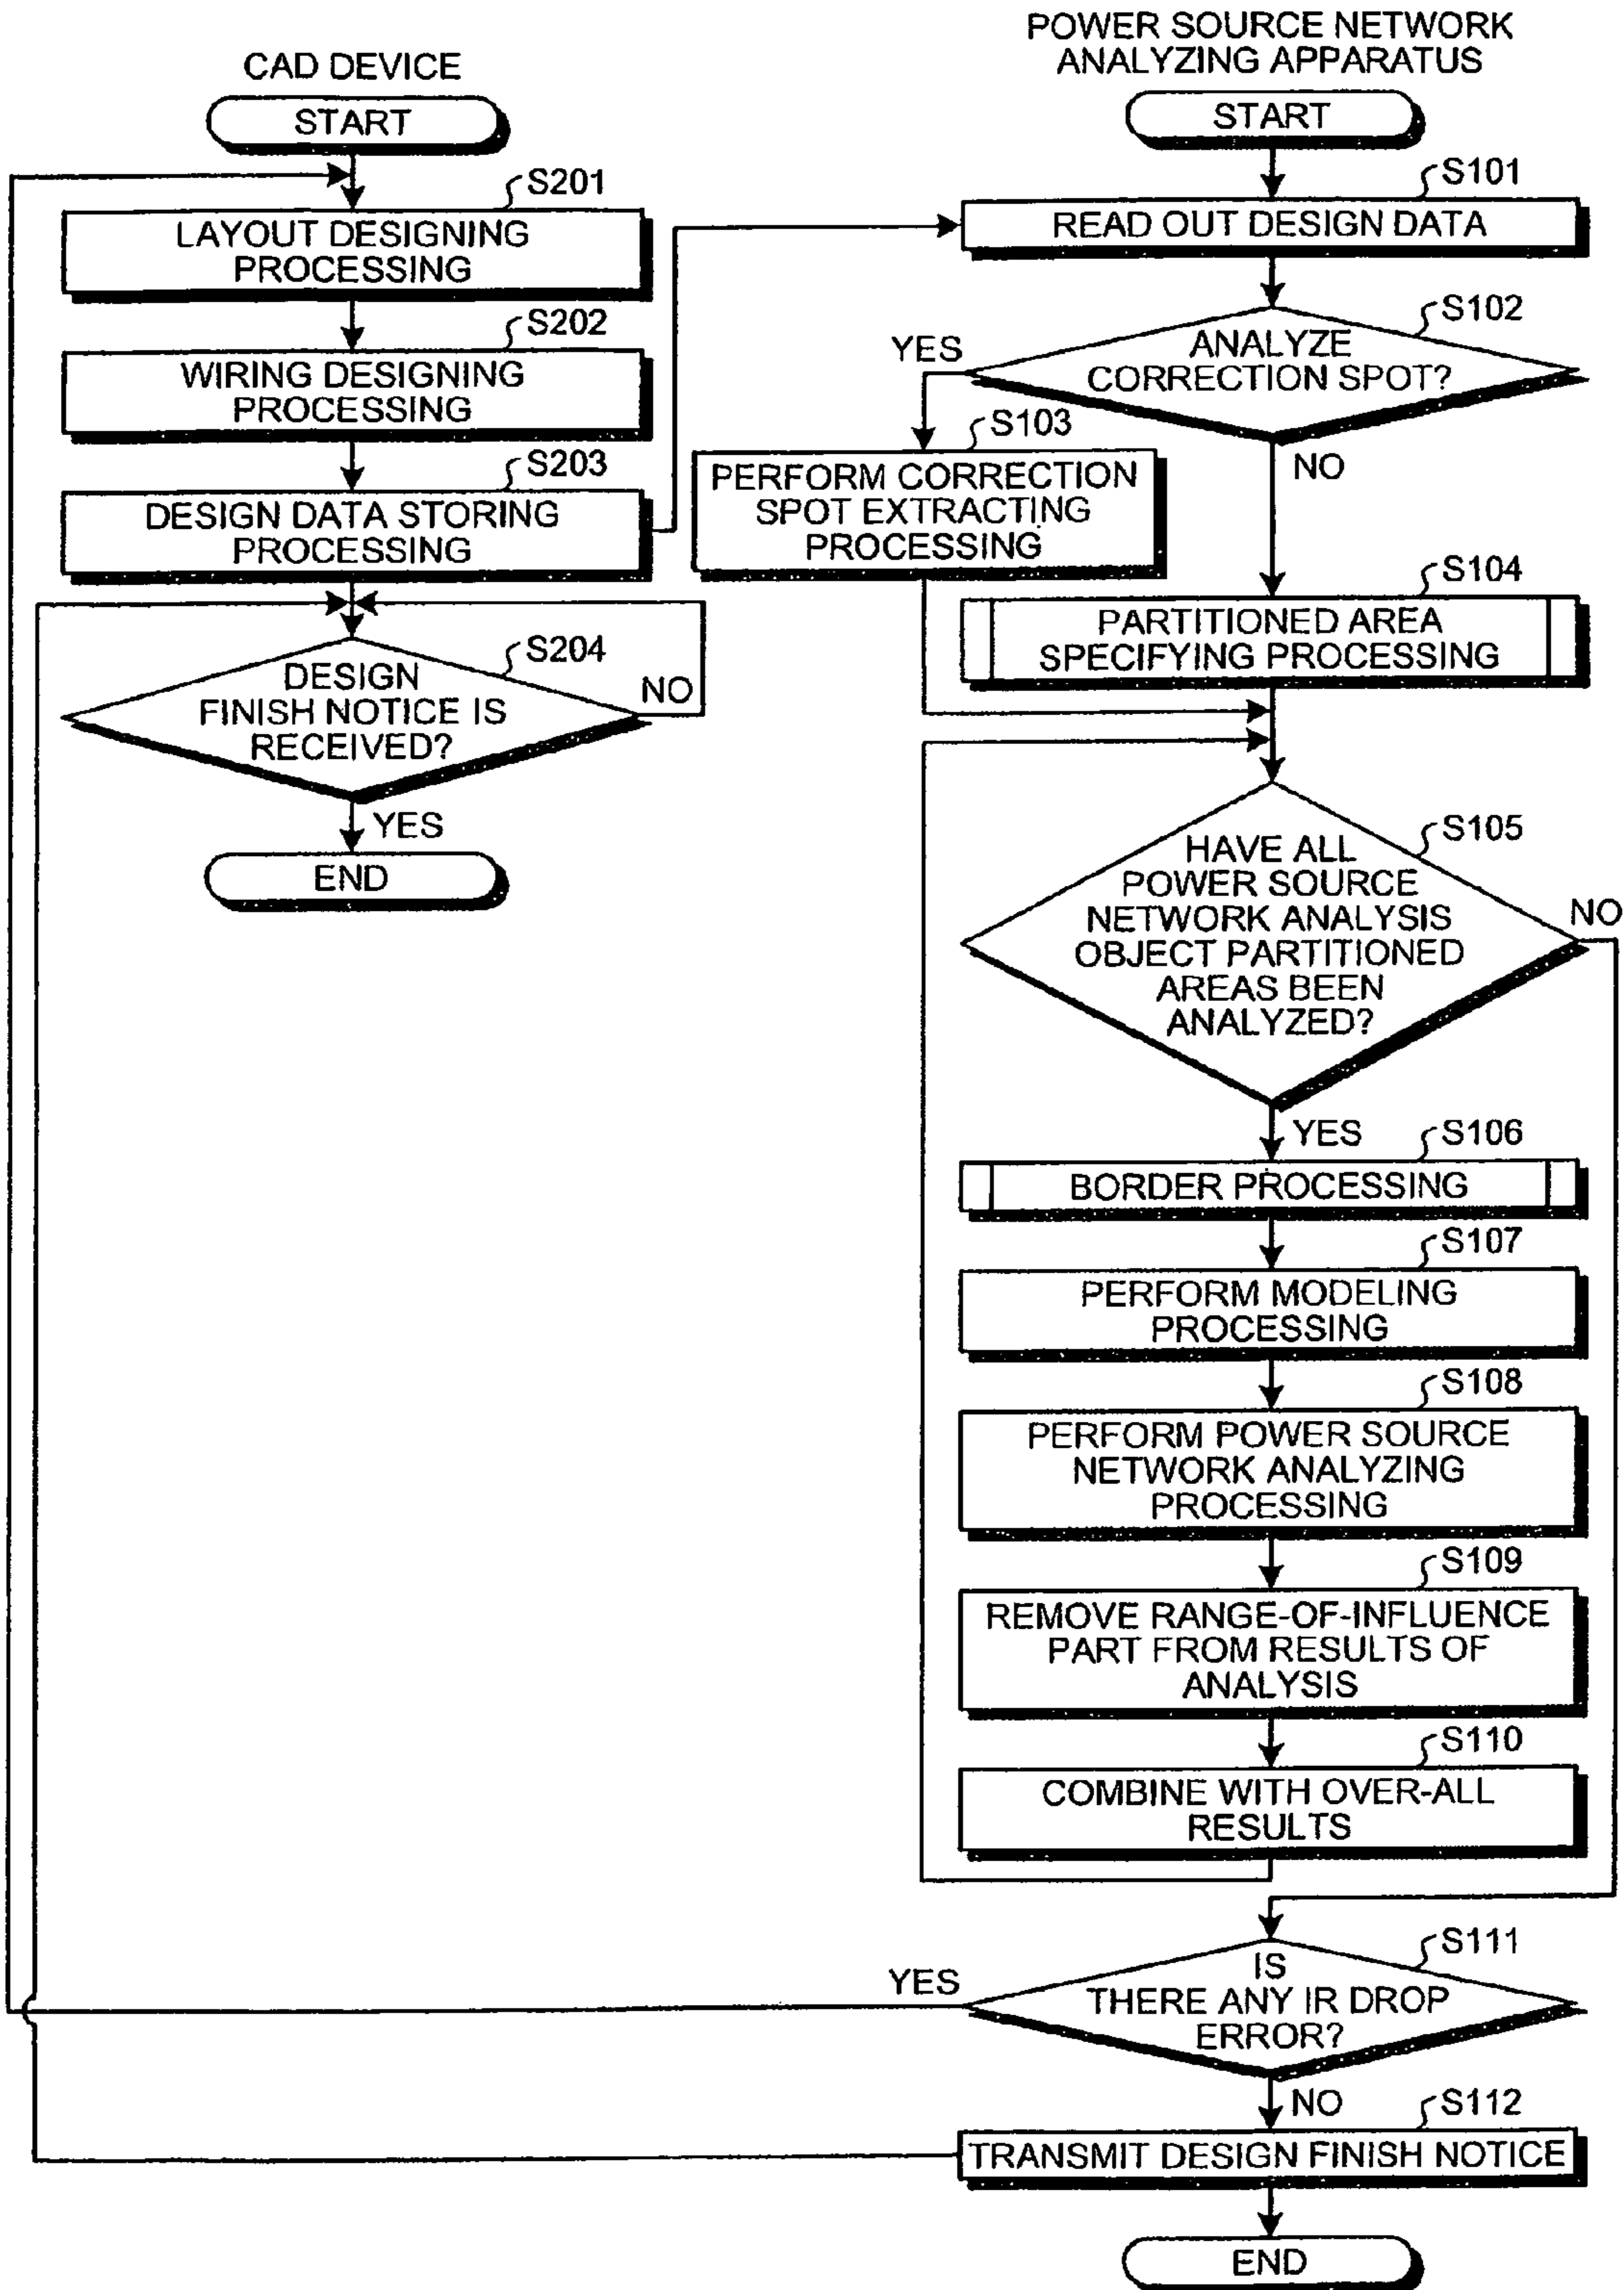 CAD DEVICE
START
S201
LAYOUT DESIGNING
PROCESSING
S202
WIRING DESIGNING
PROCESSING
S203
DESIGN DATA STORING
PROCESSING
S204
DESIGN
FINISH NOTICE IS
RECEIVED?
NO
YES
END
POWER SOURCE NETWORK
ANALYZING APPARATUS
START
S101
READ OUT DESIGN DATA
S102
ANALYZE
CORRECTION SPOT?
YES
NO
S103
PERFORM CORRECTION
SPOT EXTRACTING
PROCESSING
S104
PARTITIONED AREA
SPECIFYING PROCESSING
S105
HAVE ALL
POWER SOURCE
NETWORK ANALYSIS
OBJECT PARTITIONED
AREAS BEEN
ANALYZED?
NO
YES
S106
BORDER PROCESSING
S107
PERFORM MODELING
PROCESSING
S108
PERFORM POWER SOURCE
NETWORK ANALYZING
PROCESSING
S109
REMOVE RANGE-OF-INFLUENCE
PART FROM RESULTS OF
ANALYSIS
S110
COMBINE WITH OVER-ALL
RESULTS
S111
IS
THERE ANY IR DROP
ERROR?
YES
NO
S112
TRANSMIT DESIGN FINISH NOTICE
END